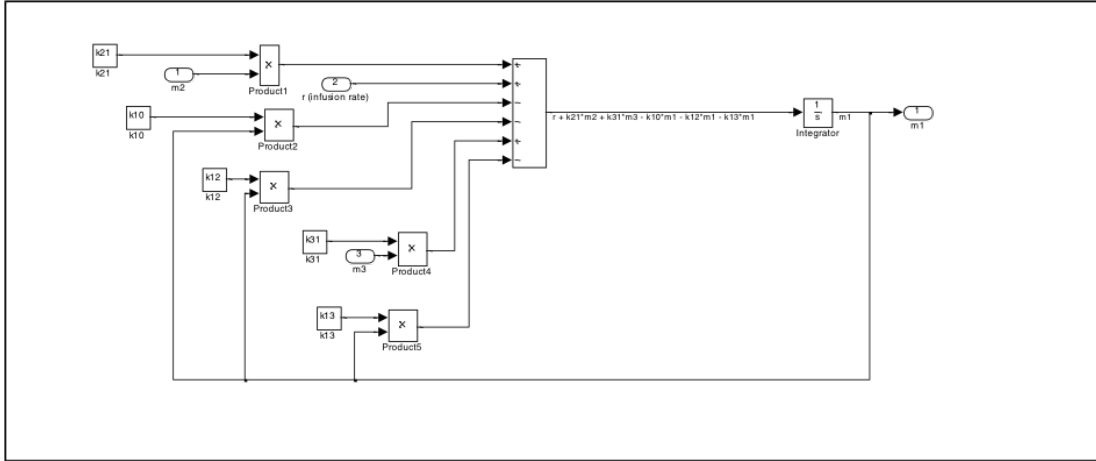 k21
k21
1
m2
×
Product1
2
r (infusion rate)
k10
k10
×
Product2
k12
k12
×
Product3
k31
k31
3
m3
×
Product4
k13
k13
×
Product5
+
+
−
−
+
−
r + k21*m2 + k31*m3 - k10*m1 - k12*m1 - k13*m1
1
s
Integrator
m1
1
m1